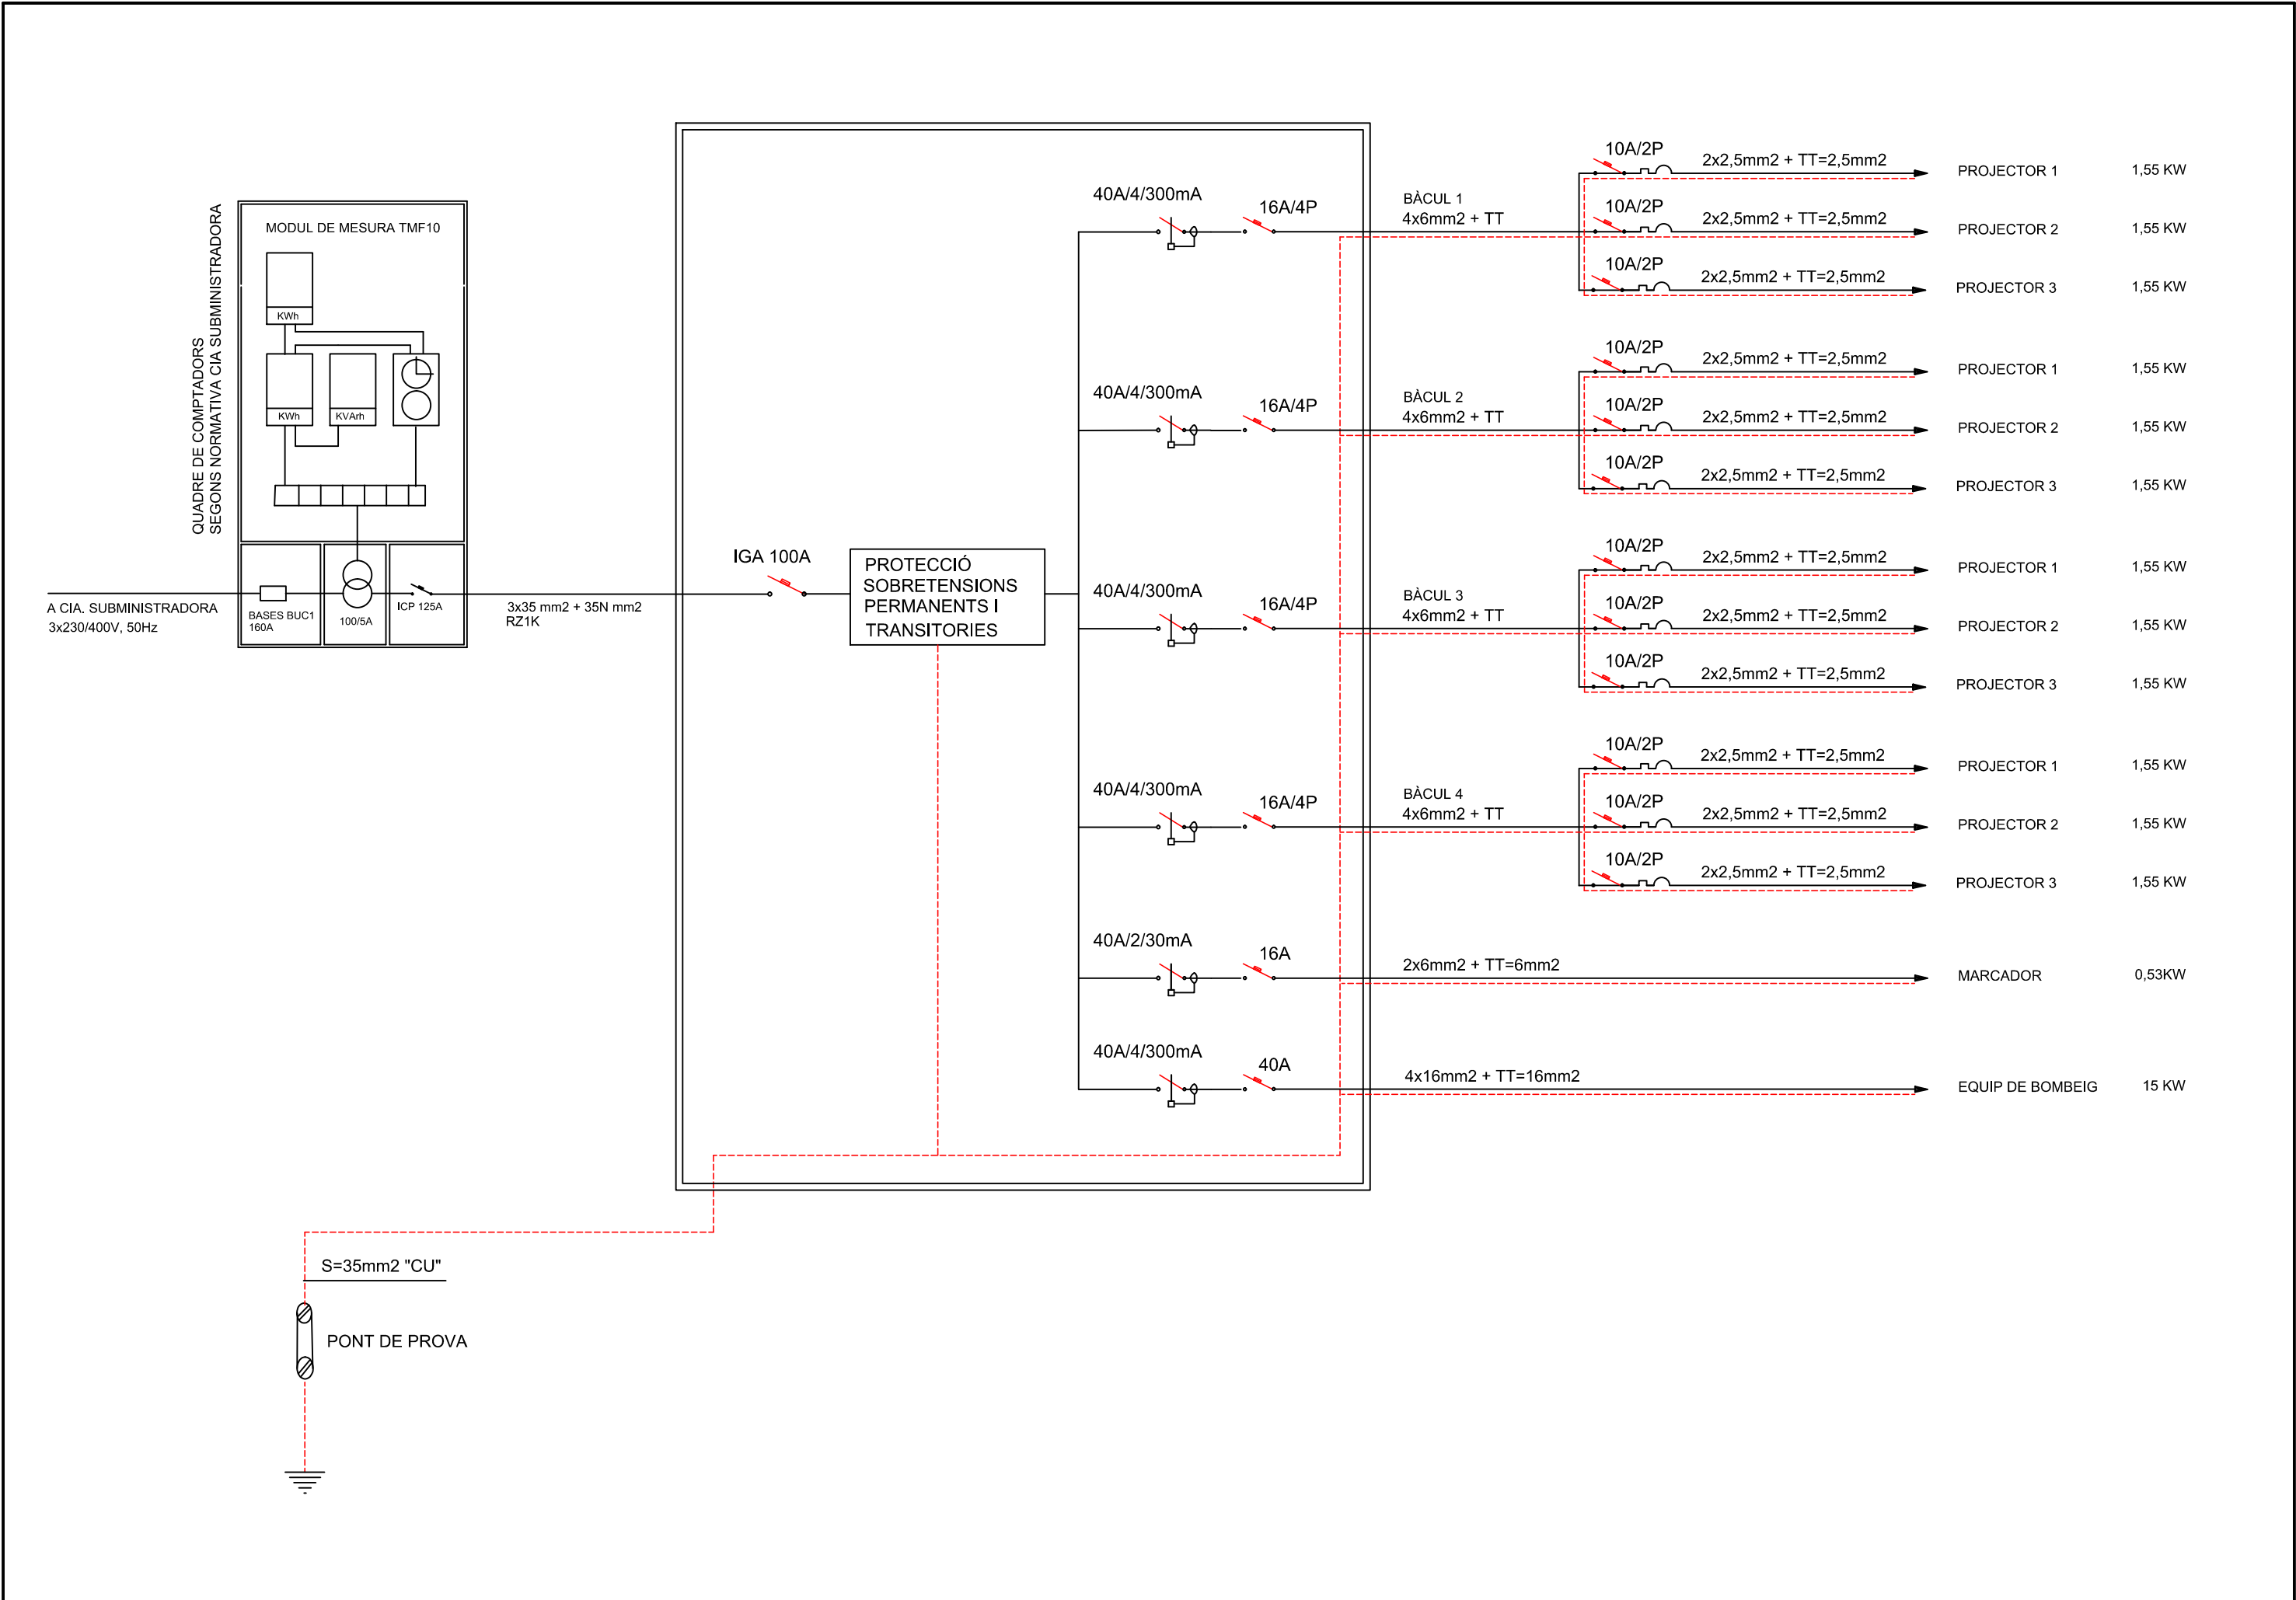 QUADRE DE COMPTADORS
SEGONS NORMATIVA CIA SUBMINISTRADORA
MODUL DE MESURA TMF10
KWh
KWh
KVArh
A CIA. SUBMINISTRADORA
3x230/400V, 50Hz
BASES BUC1
160A
100/5A
ICP 125A
3x35 mm2 + 35N mm2
RZ1K
IGA 100A
PROTECCIÓ
SOBRETENSIONS
PERMANENTS I
TRANSITORIES
40A/4/300mA
16A/4P
BÀCUL 1
4x6mm2 + TT
10A/2P
2x2,5mm2 + TT=2,5mm2
PROJECTOR 1
1,55 KW
10A/2P
2x2,5mm2 + TT=2,5mm2
PROJECTOR 2
1,55 KW
10A/2P
2x2,5mm2 + TT=2,5mm2
PROJECTOR 3
1,55 KW
40A/4/300mA
16A/4P
BÀCUL 2
4x6mm2 + TT
10A/2P
2x2,5mm2 + TT=2,5mm2
PROJECTOR 1
1,55 KW
10A/2P
2x2,5mm2 + TT=2,5mm2
PROJECTOR 2
1,55 KW
10A/2P
2x2,5mm2 + TT=2,5mm2
PROJECTOR 3
1,55 KW
40A/4/300mA
16A/4P
BÀCUL 3
4x6mm2 + TT
10A/2P
2x2,5mm2 + TT=2,5mm2
PROJECTOR 1
1,55 KW
10A/2P
2x2,5mm2 + TT=2,5mm2
PROJECTOR 2
1,55 KW
10A/2P
2x2,5mm2 + TT=2,5mm2
PROJECTOR 3
1,55 KW
40A/4/300mA
16A/4P
BÀCUL 4
4x6mm2 + TT
10A/2P
2x2,5mm2 + TT=2,5mm2
PROJECTOR 1
1,55 KW
10A/2P
2x2,5mm2 + TT=2,5mm2
PROJECTOR 2
1,55 KW
10A/2P
2x2,5mm2 + TT=2,5mm2
PROJECTOR 3
1,55 KW
40A/2/30mA
16A
2x6mm2 + TT=6mm2
MARCADOR
0,53KW
40A/4/300mA
40A
4x16mm2 + TT=16mm2
EQUIP DE BOMBEIG
15 KW
S=35mm2 "CU"
PONT DE PROVA